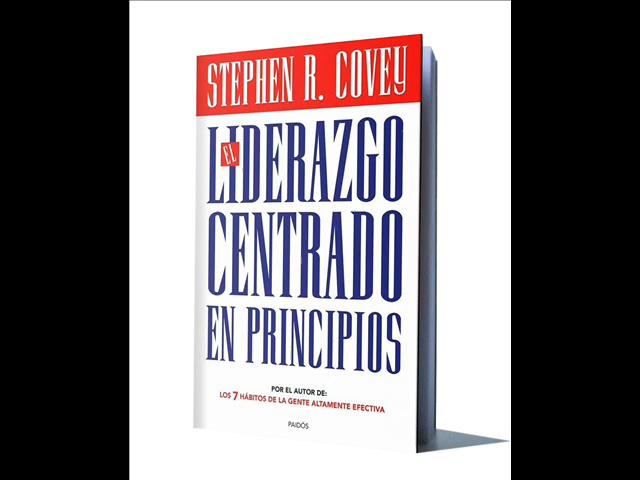 STEPHEN R. COVEY
EL
LIDERAZGO
CENTRADO
EN PRINCIPIOS
POR EL AUTOR DE:
LOS 7 HÁBITOS DE LA GENTE ALTAMENTE EFECTIVA
PAIDÓS